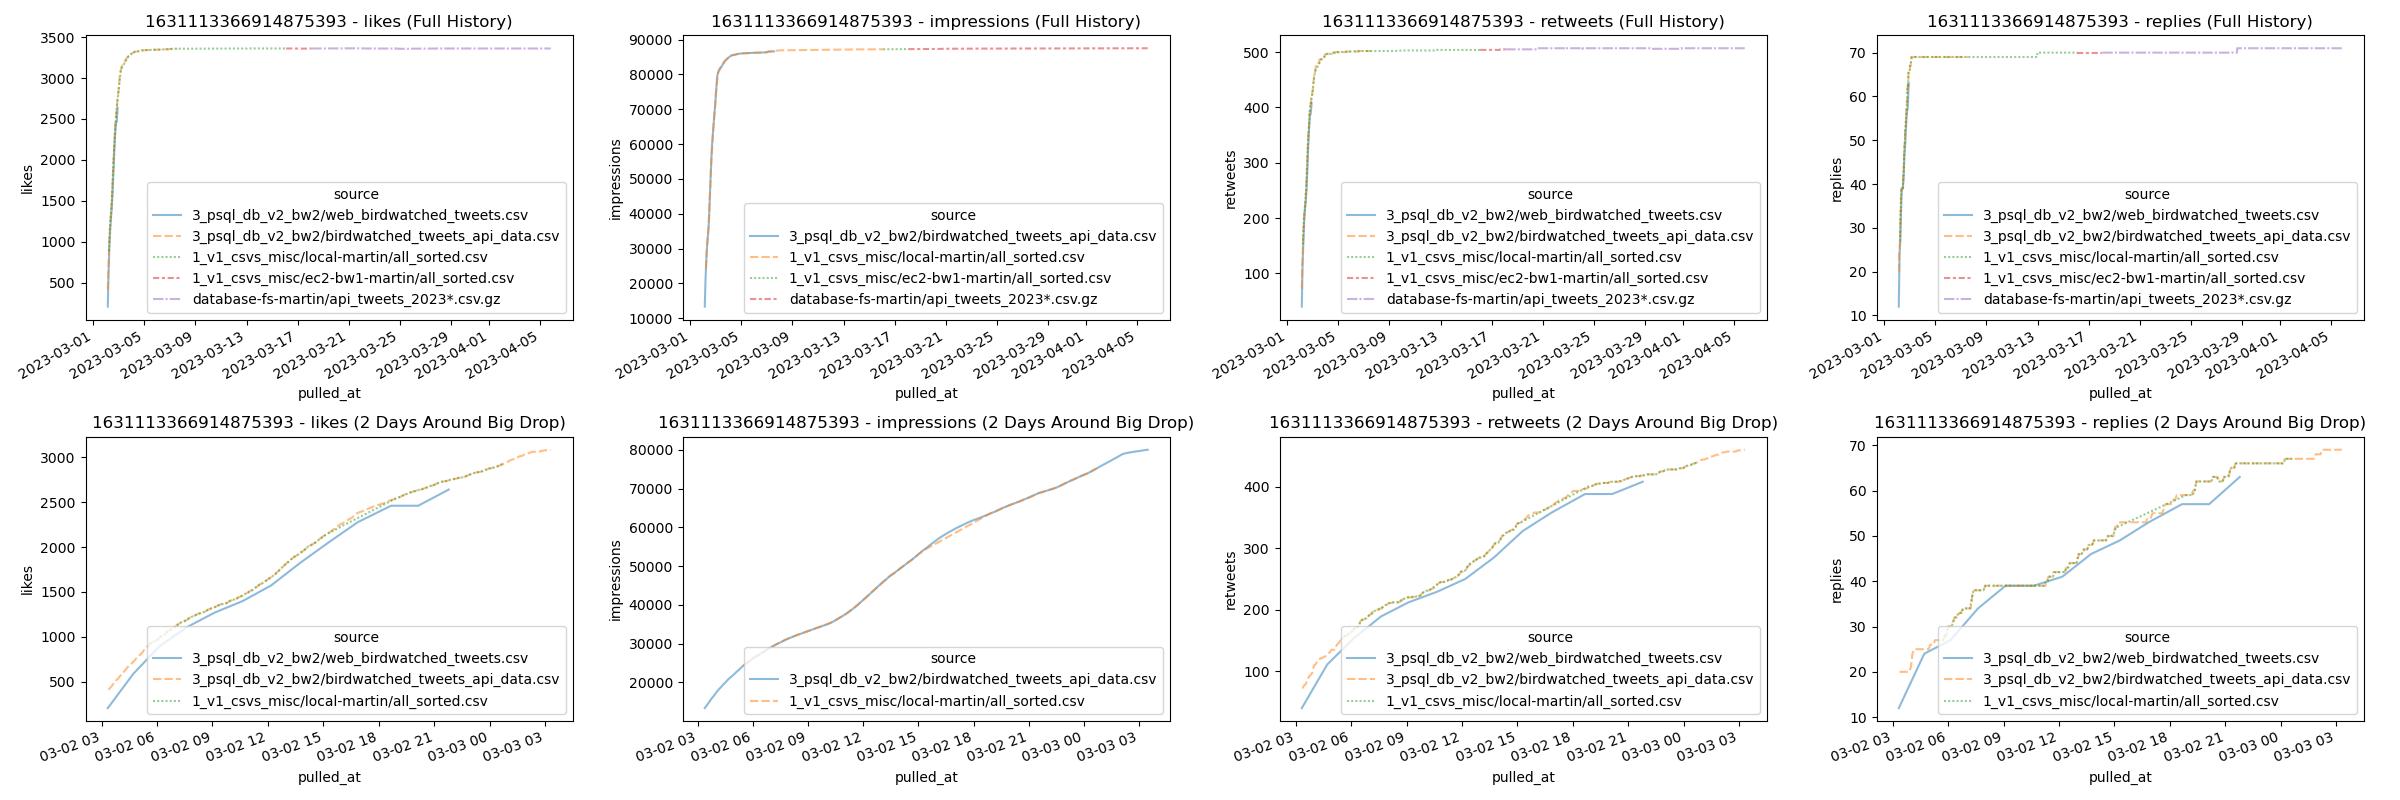 1631113366914875393 - likes (Full History)
3500
3000
2500
2000
1500
1000
500
likes
source
3_psql_db_v2_bw2/web_birdwatched_tweets.csv
3_psql_db_v2_bw2/birdwatched_tweets_api_data.csv
1_v1_csvs_misc/local-martin/all_sorted.csv
1_v1_csvs_misc/ec2-bw1-martin/all_sorted.csv
database-fs-martin/api_tweets_2023*.csv.gz
2023-03-01
2023-03-05
2023-03-09
2023-03-13
2023-03-17
2023-03-21
2023-03-25
2023-03-29
2023-04-01
2023-04-05
pulled_at
1631113366914875393 - impressions (Full History)
90000
80000
70000
60000
50000
40000
30000
20000
10000
impressions
source
3_psql_db_v2_bw2/birdwatched_tweets_api_data.csv
1_v1_csvs_misc/local-martin/all_sorted.csv
1_v1_csvs_misc/ec2-bw1-martin/all_sorted.csv
database-fs-martin/api_tweets_2023*.csv.gz
2023-03-01
2023-03-05
2023-03-09
2023-03-13
2023-03-17
2023-03-21
2023-03-25
2023-03-29
2023-04-01
2023-04-05
pulled_at
1631113366914875393 - retweets (Full History)
500
400
300
200
100
retweets
source
3_psql_db_v2_bw2/web_birdwatched_tweets.csv
3_psql_db_v2_bw2/birdwatched_tweets_api_data.csv
1_v1_csvs_misc/local-martin/all_sorted.csv
1_v1_csvs_misc/ec2-bw1-martin/all_sorted.csv
database-fs-martin/api_tweets_2023*.csv.gz
2023-03-01
2023-03-05
2023-03-09
2023-03-13
2023-03-17
2023-03-21
2023-03-25
2023-03-29
2023-04-01
2023-04-05
pulled_at
1631113366914875393 - replies (Full History)
70
60
50
40
30
20
10
replies
source
3_psql_db_v2_bw2/web_birdwatched_tweets.csv
3_psql_db_v2_bw2/birdwatched_tweets_api_data.csv
1_v1_csvs_misc/local-martin/all_sorted.csv
1_v1_csvs_misc/ec2-bw1-martin/all_sorted.csv
database-fs-martin/api_tweets_2023*.csv.gz
2023-03-01
2023-03-05
2023-03-09
2023-03-13
2023-03-17
2023-03-21
2023-03-25
2023-03-29
2023-04-01
2023-04-05
pulled_at
1631113366914875393 - likes (2 Days Around Big Drop)
3000
2500
2000
1500
1000
500
likes
source
3_psql_db_v2_bw2/web_birdwatched_tweets.csv
3_psql_db_v2_bw2/birdwatched_tweets_api_data.csv
1_v1_csvs_misc/local-martin/all_sorted.csv
03-02 03
03-02 06
03-02 09
03-02 12
03-02 15
03-02 18
03-02 21
03-03 00
03-03 03
pulled_at
1631113366914875393 - impressions (2 Days Around Big Drop)
80000
70000
60000
50000
40000
30000
20000
impressions
source
3_psql_db_v2_bw2/birdwatched_tweets_api_data.csv
1_v1_csvs_misc/local-martin/all_sorted.csv
03-02 03
03-02 06
03-02 09
03-02 12
03-02 15
03-02 18
03-02 21
03-03 00
03-03 03
pulled_at
1631113366914875393 - retweets (2 Days Around Big Drop)
400
300
200
100
retweets
source
3_psql_db_v2_bw2/web_birdwatched_tweets.csv
3_psql_db_v2_bw2/birdwatched_tweets_api_data.csv
1_v1_csvs_misc/local-martin/all_sorted.csv
03-02 03
03-02 06
03-02 09
03-02 12
03-02 15
03-02 18
03-02 21
03-03 00
03-03 03
pulled_at
1631113366914875393 - replies (2 Days Around Big Drop)
70
60
50
40
30
20
10
replies
source
3_psql_db_v2_bw2/web_birdwatched_tweets.csv
3_psql_db_v2_bw2/birdwatched_tweets_api_data.csv
1_v1_csvs_misc/local-martin/all_sorted.csv
03-02 03
03-02 06
03-02 09
03-02 12
03-02 15
03-02 18
03-02 21
03-03 00
03-03 03
pulled_at